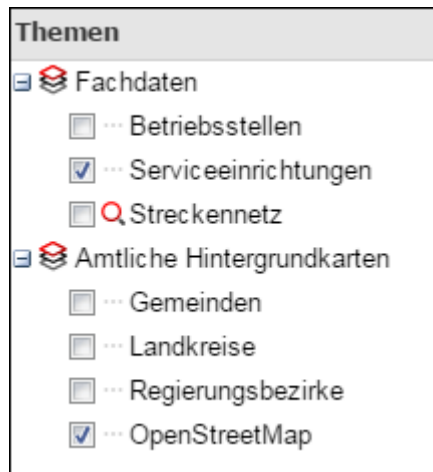 Themen
Fachdaten
Betriebsstellen
Serviceeinrichtungen
Streckennetz
Amtliche Hintergrundkarten
Gemeinden
Landkreise
Regierungsbezirke
OpenStreetMap